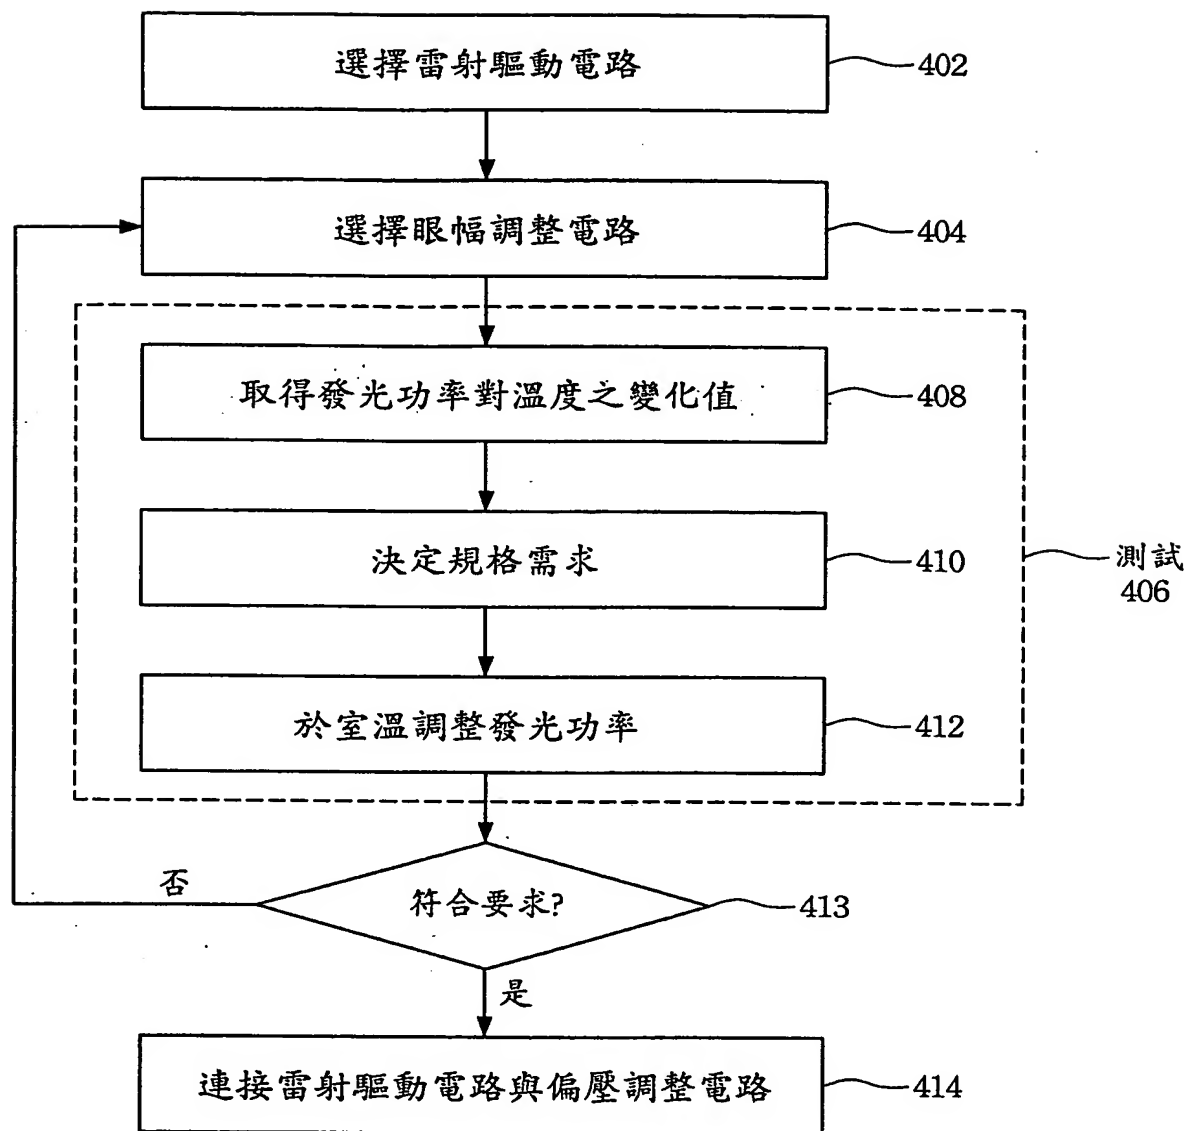 選擇雷射驅動電路
402
選擇眼幅調整電路
404
取得發光功率對溫度之變化值
408
決定規格需求
410
測試
406
於室溫調整發光功率
412
符合要求?
413
否
是
連接雷射驅動電路與偏壓調整電路
414